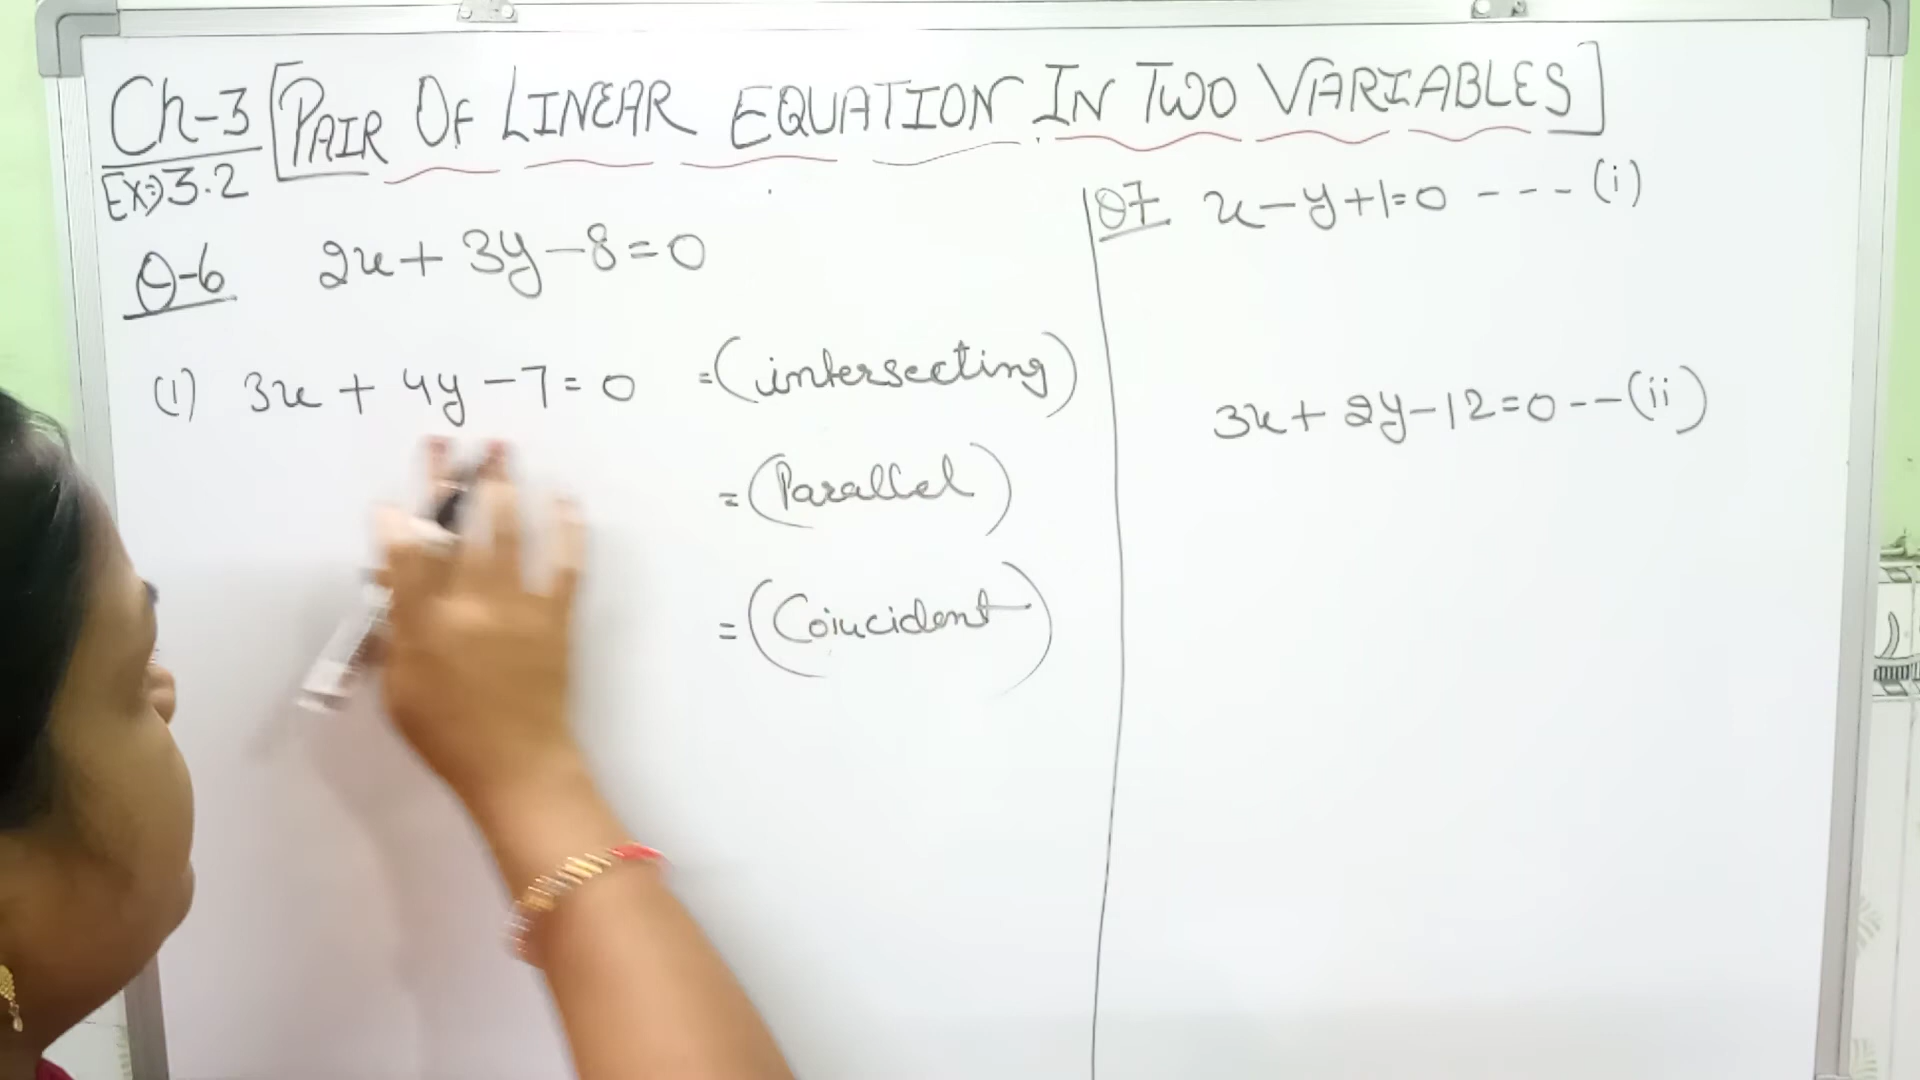 Ch-3 [PAIR OF LINEAR EQUATION IN TWO VARIABLES]
Ex⇒3.2
Q-6 2x + 3y - 8 = 0
(1) 3x + 4y - 7 = 0 = (intersecting)
= (Parallel)
= (Coincident)
Q7 x - y + 1 = 0 - - - (i)
3x + 2y - 12 = 0 - - (ii)